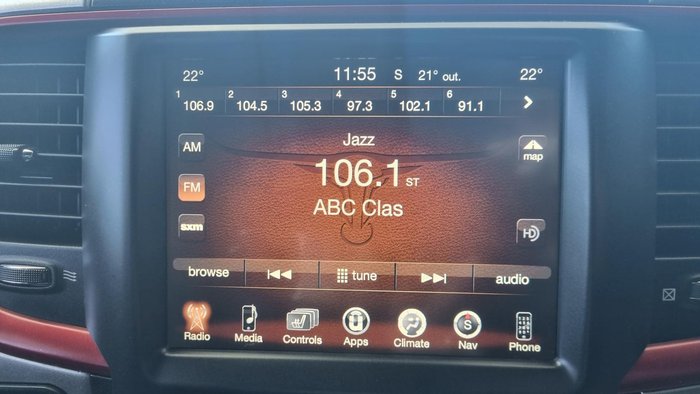 22° 11:55 S 21° out. 22°
1 106.9 2 104.5 3 105.3 4 97.3 5 102.1 6 91.1
AM Jazz map
FM 106.1 ST
ABC Clas
sxm HD
browse tune audio
Radio Media Controls Apps Climate Nav Phone
S